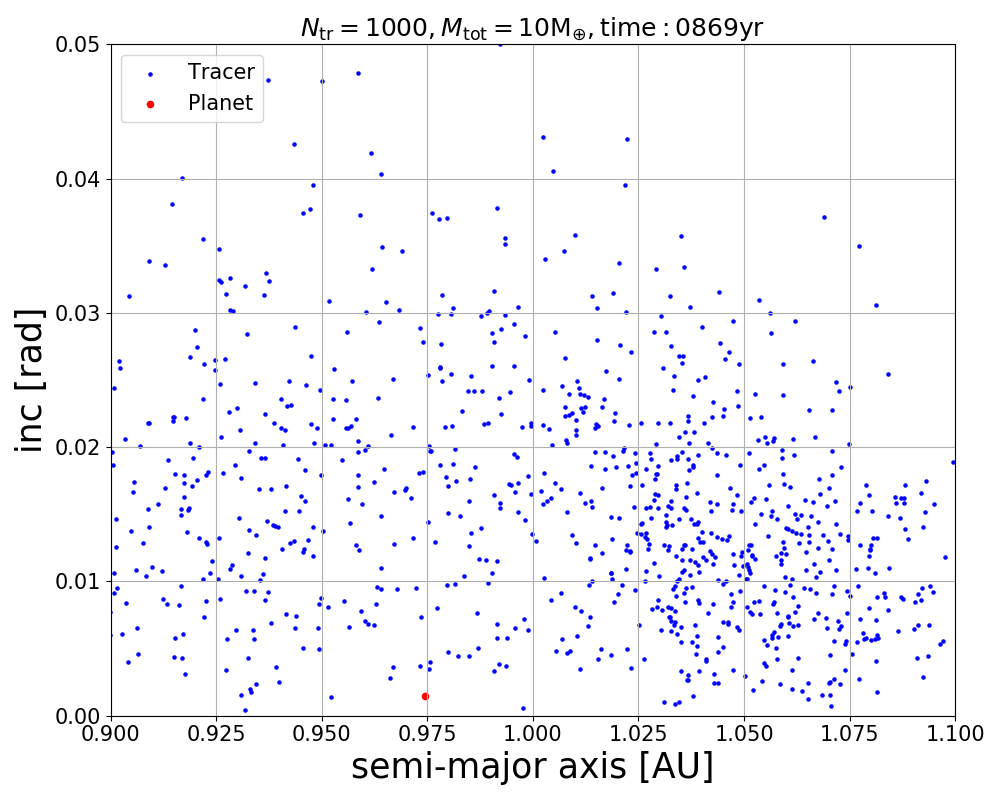 N_tr = 1000, M_tot = 10M_⊕, time : 0869yr
Tracer
Planet
0.05
0.04
0.03
0.02
0.01
0.00
inc [rad]
0.900 0.925 0.950 0.975 1.000 1.025 1.050 1.075 1.100
semi-major axis [AU]